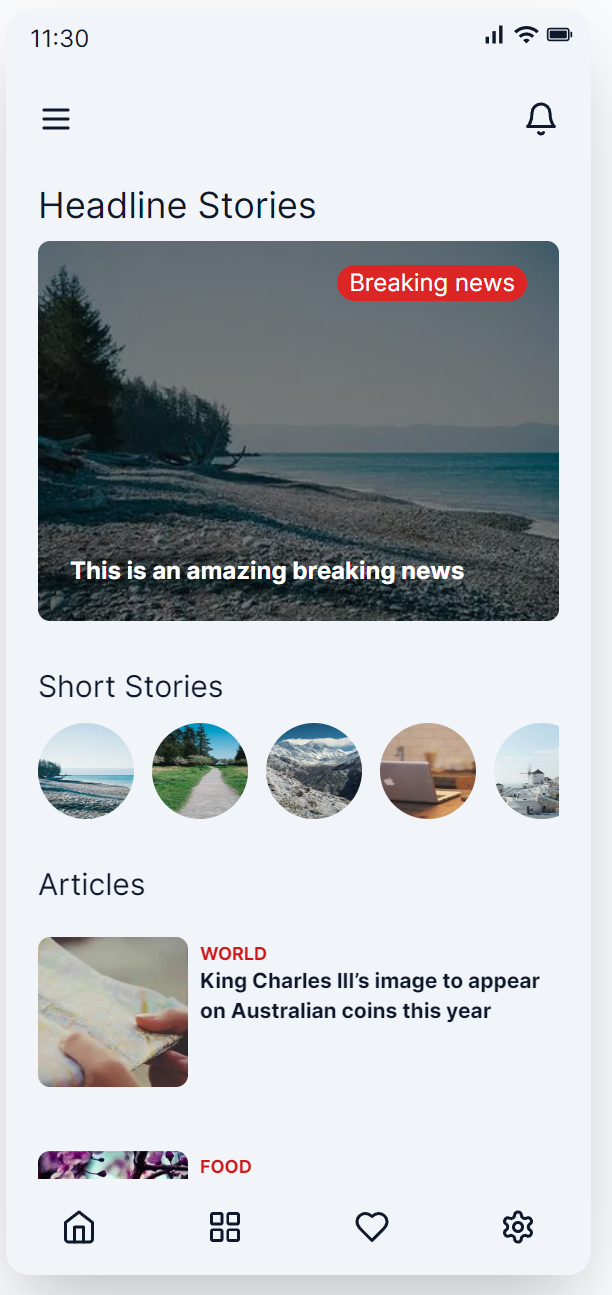 11:30
Headline Stories
Breaking news
This is an amazing breaking news
Short Stories
Articles
WORLD
King Charles III’s image to appear
on Australian coins this year
FOOD